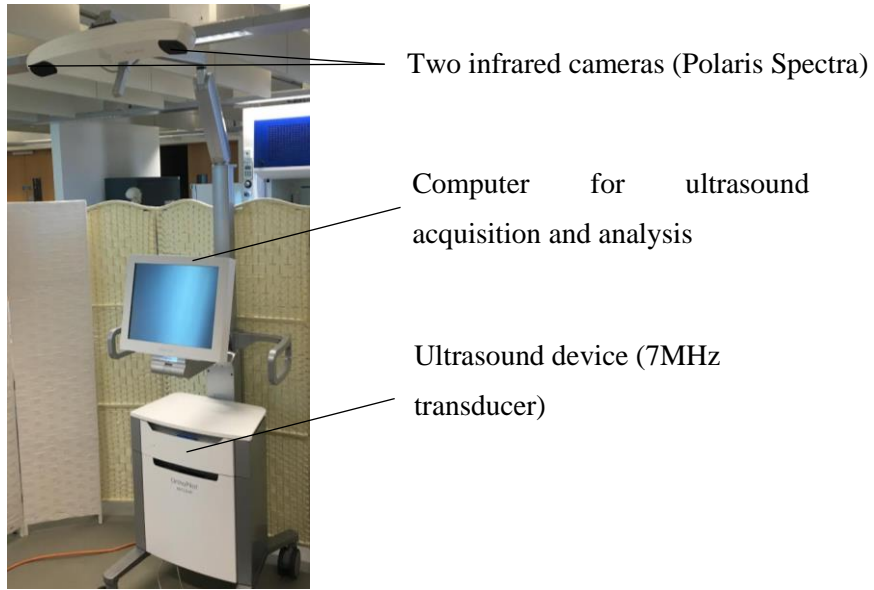 Two infrared cameras (Polaris Spectra)
Computer for ultrasound
acquisition and analysis
Ultrasound device (7MHz
transducer)